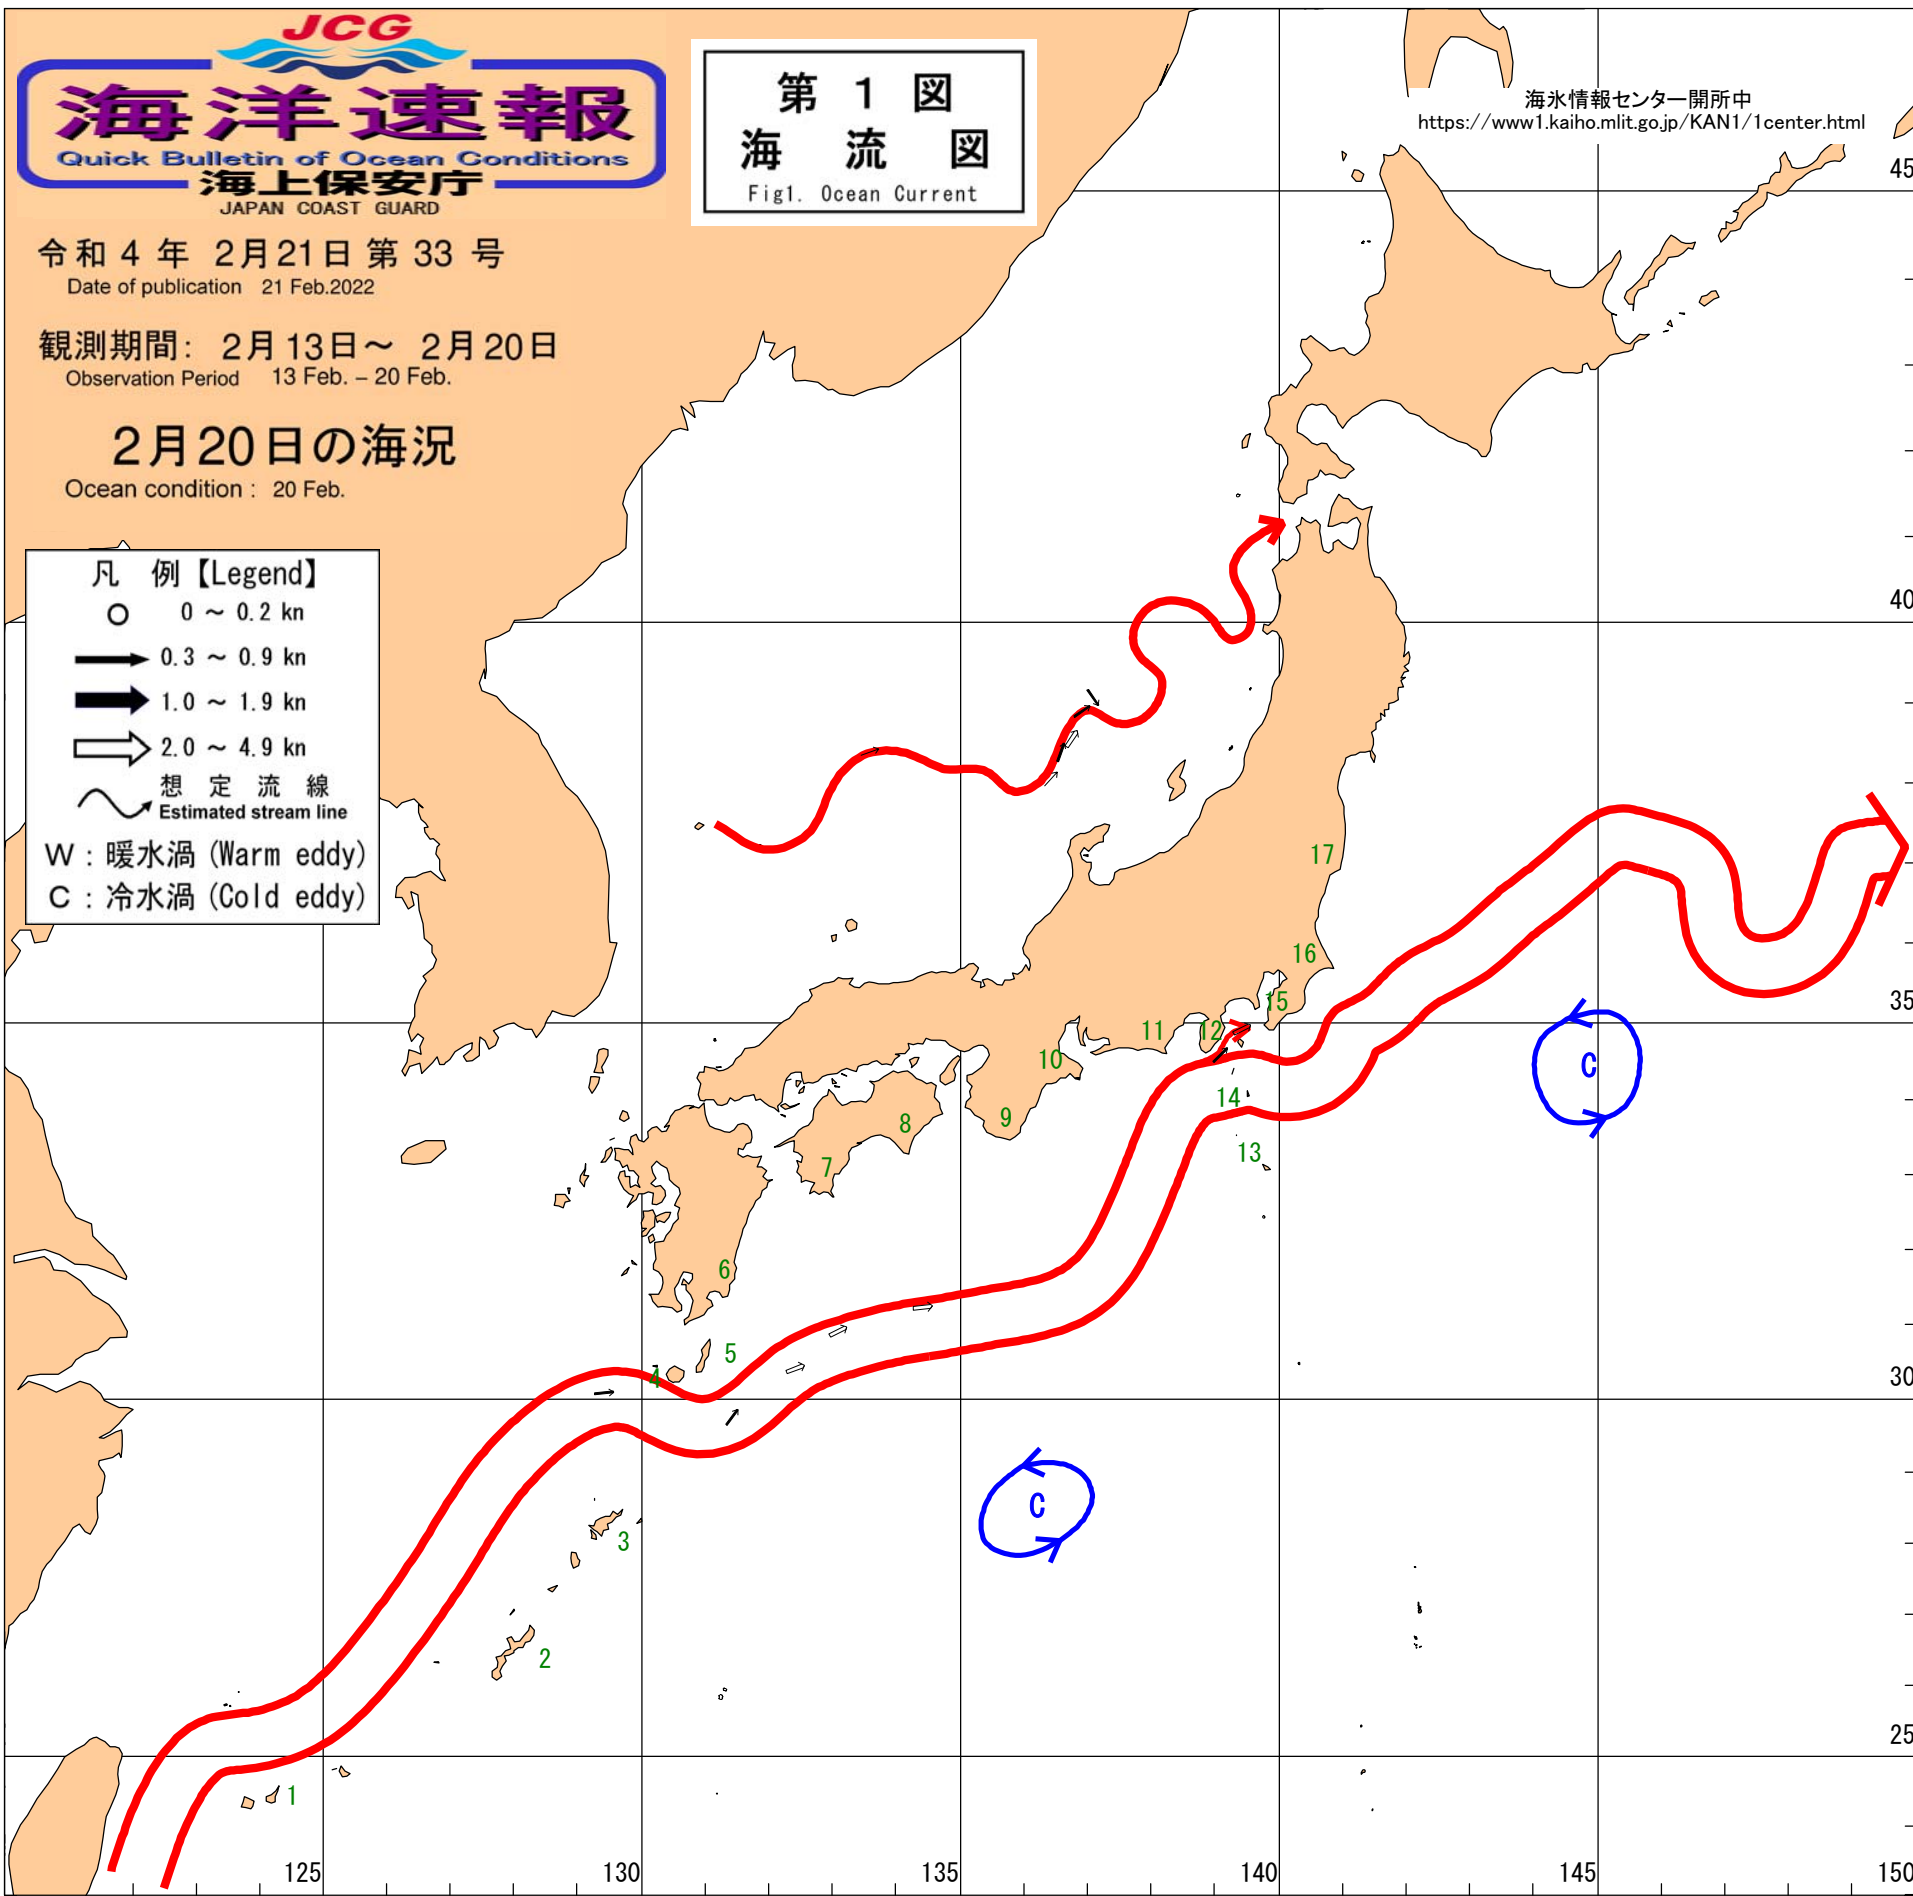 JCG
海洋速報
Quick Bulletin of Ocean Conditions
海上保安庁
JAPAN COAST GUARD
第 1 図
海 流 図
Fig1. Ocean Current
海氷情報センター開所中
https://www1.kaiho.mlit.go.jp/KAN1/1center.html
令和 4 年 2月21日 第 33 号
Date of publication 21 Feb.2022
観測期間: 2月13日～ 2月20日
Observation Period 13 Feb. – 20 Feb.
2月20日の海況
Ocean condition : 20 Feb.
凡 例【Legend】
0 ～ 0.2 kn
0.3 ～ 0.9 kn
1.0 ～ 1.9 kn
2.0 ～ 4.9 kn
想 定 流 線
Estimated stream line
W : 暖水渦 (Warm eddy)
C : 冷水渦 (Cold eddy)
45
40
17
16
35
15
12
11
10
C
14
9
8
13
7
6
5
4
30
C
3
2
25
1
125
130
135
140
145
150